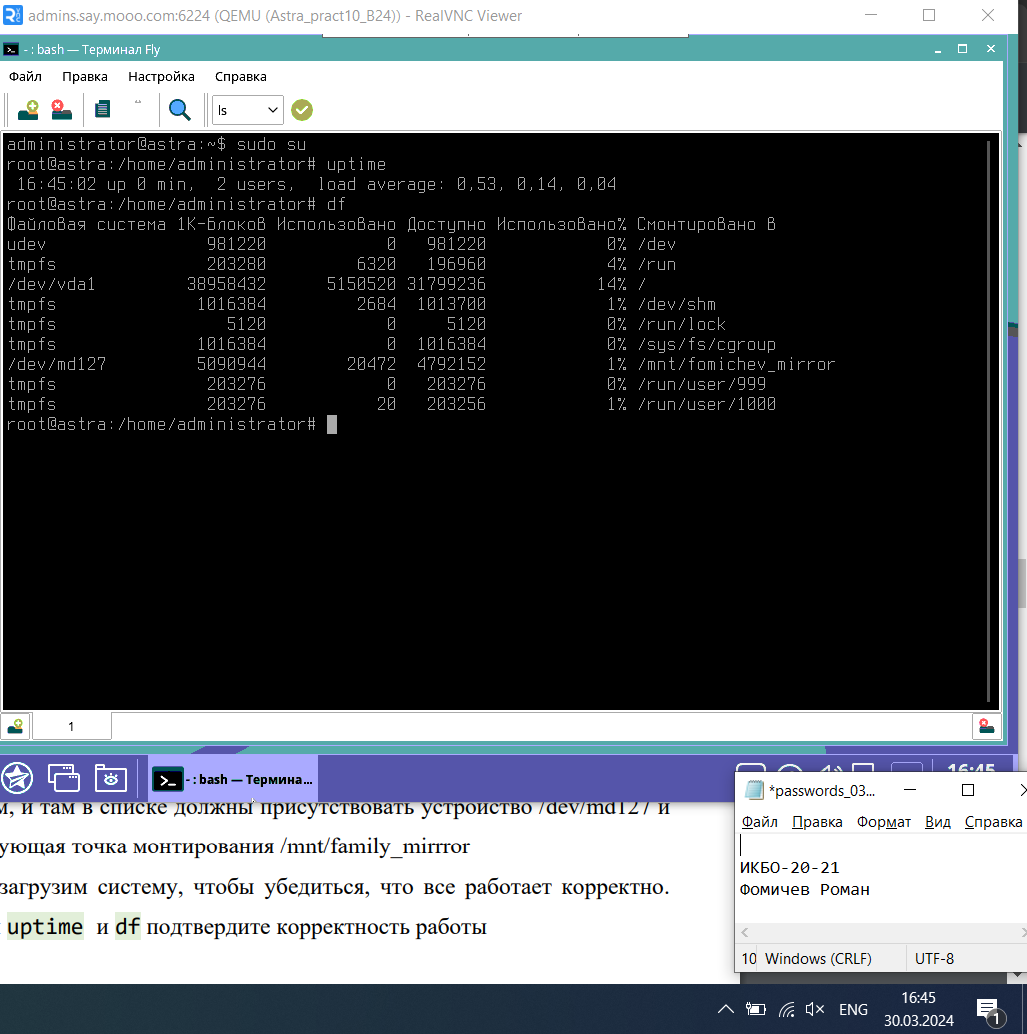 admins.say.mooo.com:6224 (QEMU (Astra_pract10_B24)) - RealVNC Viewer
- : bash — Терминал Fly
Файл Правка Настройка Справка
ls
administrator@astra:~$ sudo su
root@astra:/home/administrator# uptime
16:45:02 up 0 min, 2 users, load average: 0,53, 0,14, 0,04
root@astra:/home/administrator# df
Файловая система 1K-блоков Использовано Доступно Использовано% Смонтировано в
udev 981220 0 981220 0% /dev
tmpfs 203280 6320 196960 4% /run
/dev/vda1 38958432 5150520 31799236 14% /
tmpfs 1016384 2684 1013700 1% /dev/shm
tmpfs 5120 0 5120 0% /run/lock
tmpfs 1016384 0 1016384 0% /sys/fs/cgroup
/dev/md127 5090944 20472 4792152 1% /mnt/fomichev_mirror
tmpfs 203276 0 203276 0% /run/user/999
tmpfs 203276 20 203256 1% /run/user/1000
root@astra:/home/administrator#
1
- : bash — Термина...
16:45
м, и там в списке должны присутствовать устройство /dev/md127 и
ующая точка монтирования /mnt/family_mirrror
загрузим систему, чтобы убедиться, что все работает корректно.
uptime и df подтвердите корректность работы
*passwords_03...
Файл Правка Формат Вид Справка
ИКБО-20-21
Фомичев Роман
10 Windows (CRLF) UTF-8
ENG
16:45
30.03.2024
1